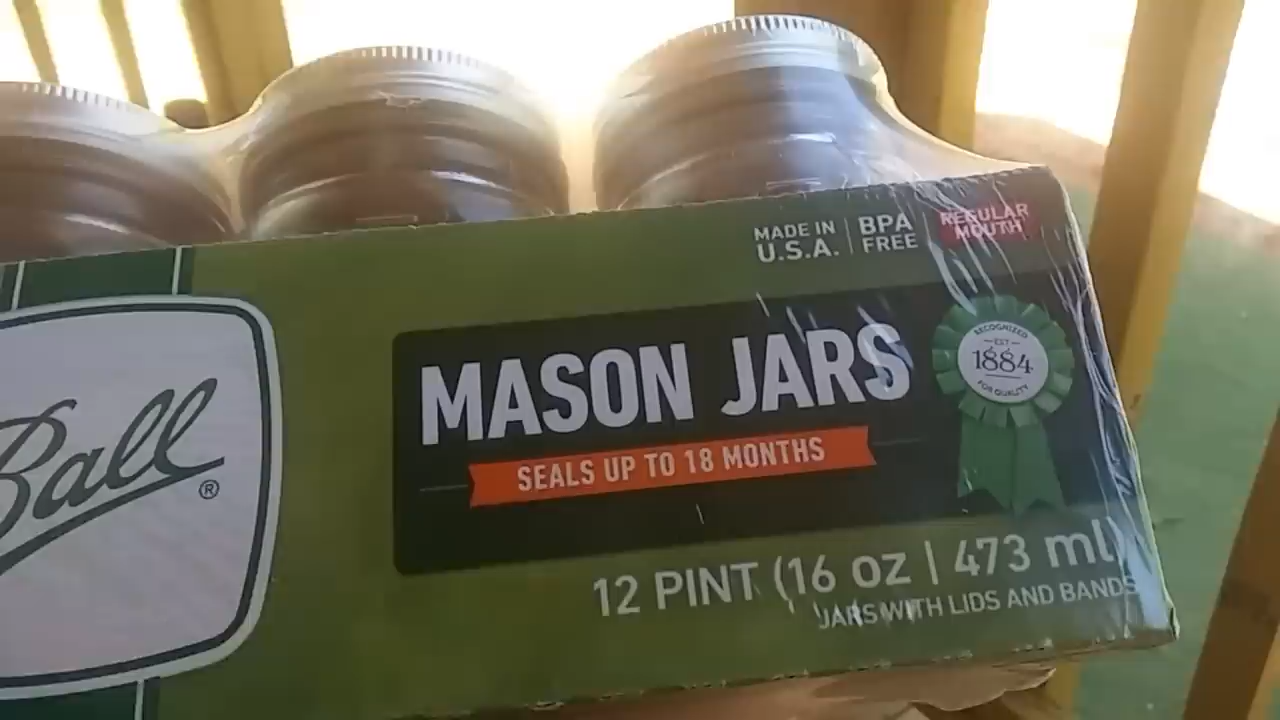 MADE IN
U.S.A.
BPA
FREE
REGULAR
MOUTH
Ball
®
MASON JARS
SEALS UP TO 18 MONTHS
RECOGNIZED
EST
1884
FOR QUALITY
12 PINT (16 oz | 473 ml)
JARS WITH LIDS AND BANDS